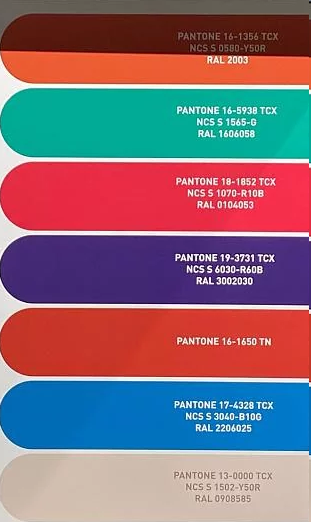 PANTONE 16-1356 TCX
NCS S 0580-Y50R
RAL 2003
PANTONE 16-5938 TCX
NCS S 1565-G
RAL 1606058
PANTONE 18-1852 TCX
NCS S 1070-R10B
RAL 0104053
PANTONE 19-3731 TCX
NCS S 6030-R60B
RAL 3002030
PANTONE 16-1650 TN
PANTONE 17-4328 TCX
NCS S 3040-B10G
RAL 2206025
PANTONE 13-0000 TCX
NCS S 1502-Y50R
RAL 0908585